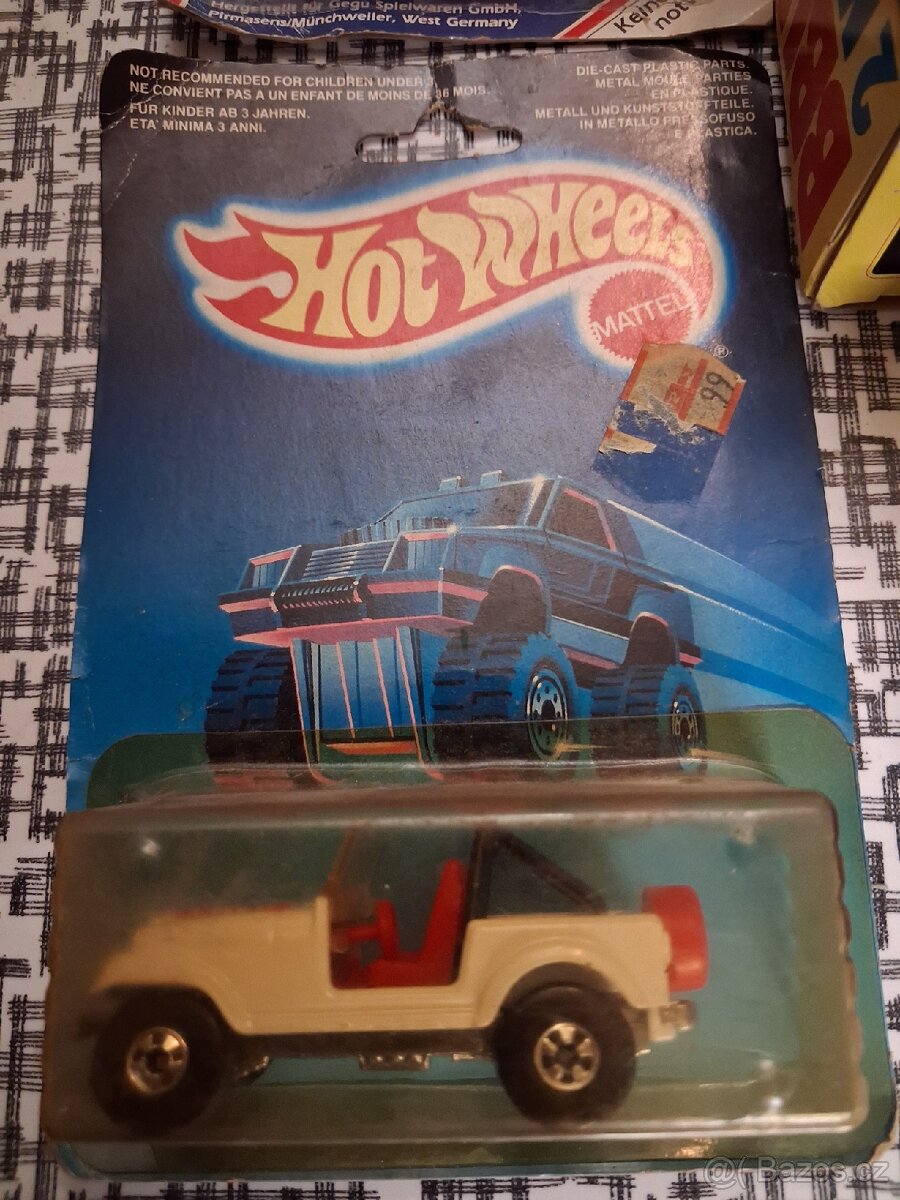 Hergestellt für Gegu Spielwaren GmbH,
Pirmasens/Münchweiler, West Germany
Kein
not
NOT RECOMMENDED FOR CHILDREN UNDER 3
NE CONVIENT PAS A UN ENFANT DE MOINS DE 36 MOIS.
FÜR KINDER AB 3 JAHREN.
ETA' MINIMA 3 ANNI.
DIE-CAST PLASTIC PARTS.
METAL MOULE PARTIES
EN PLASTIQUE.
METALL UND KUNSTSTOFFTEILE.
IN METALLO PRESSOFUSO
E PLASTICA.
HOT WHEELS
MATTEL
®
99
@( Bazos.cz